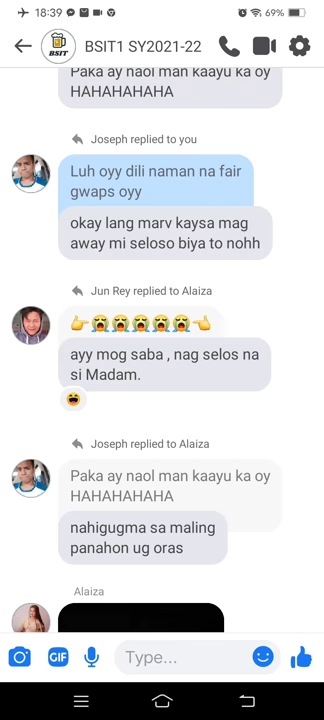 18:39
69%
BSIT
BSIT1 SY2021-22
Paka ay naol man kaayu ka oy
HAHAHAHAHA
Joseph replied to you
Luh oyy dili naman na fair
gwaps oyy
okay lang marv kaysa mag
away mi seloso biya to nohh
Jun Rey replied to Alaiza
👉😭😭😭😭😭👈
ayy mog saba , nag selos na
si Madam.
Joseph replied to Alaiza
Paka ay naol man kaayu ka oy
HAHAHAHAHA
nahigugma sa maling
panahon ug oras
Alaiza
GIF
Type...